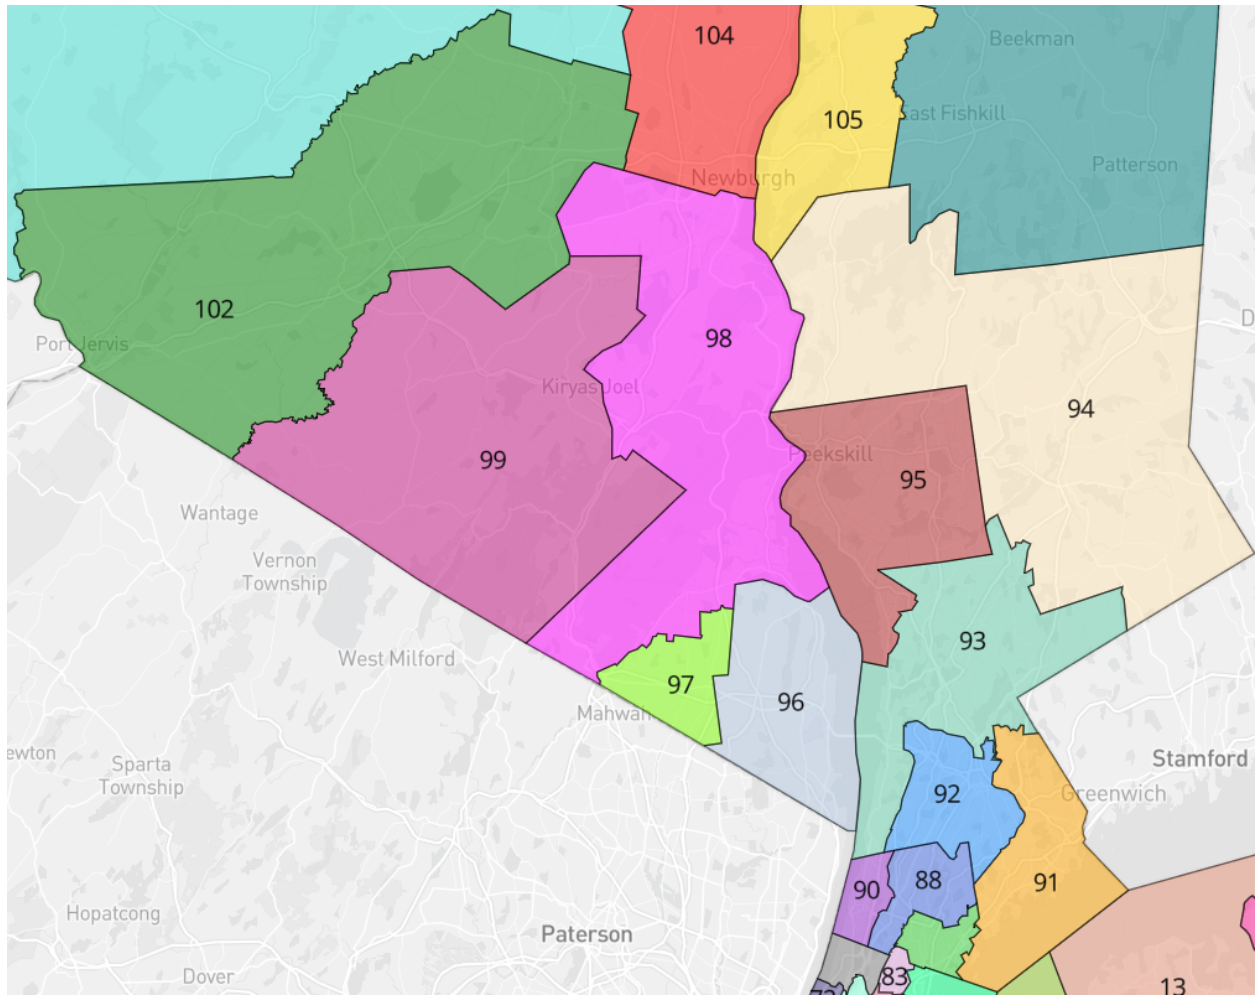 104
Beekman
105
East Fishkill
Patterson
Newburgh
102
Port Jervis
98
D
Kiryas Joel
94
99
Peekskill
95
Wantage
Vernon
Township
93
West Milford
97
96
Mahwah
ewton
Sparta
Township
Stamford
92
Greenwich
90
88
91
Hopatcong
Paterson
Dover
83
13